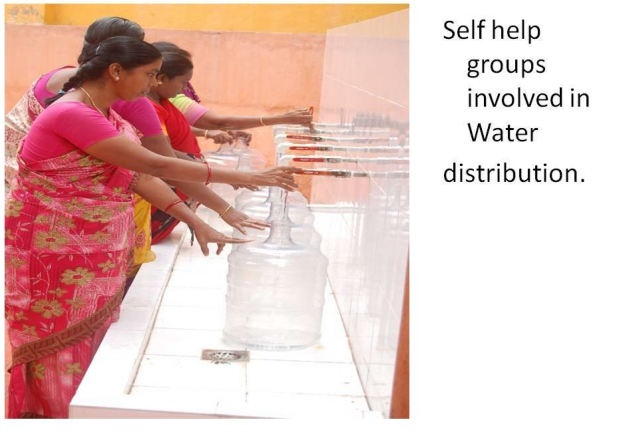 Self help
groups
involved in
Water
distribution.